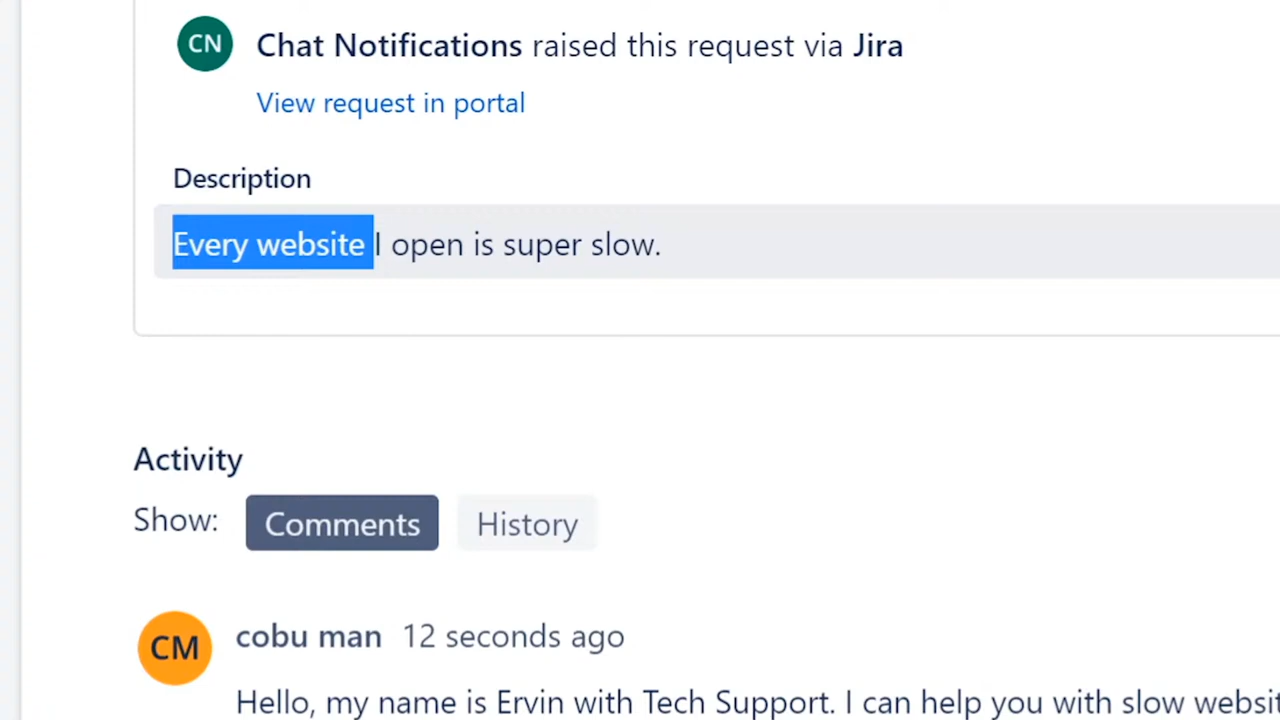 CN
Chat Notifications raised this request via Jira
View request in portal
Description
Every website I open is super slow.
Activity
Show: Comments History
CM
cobu man 12 seconds ago
Hello, my name is Ervin with Tech Support. I can help you with slow